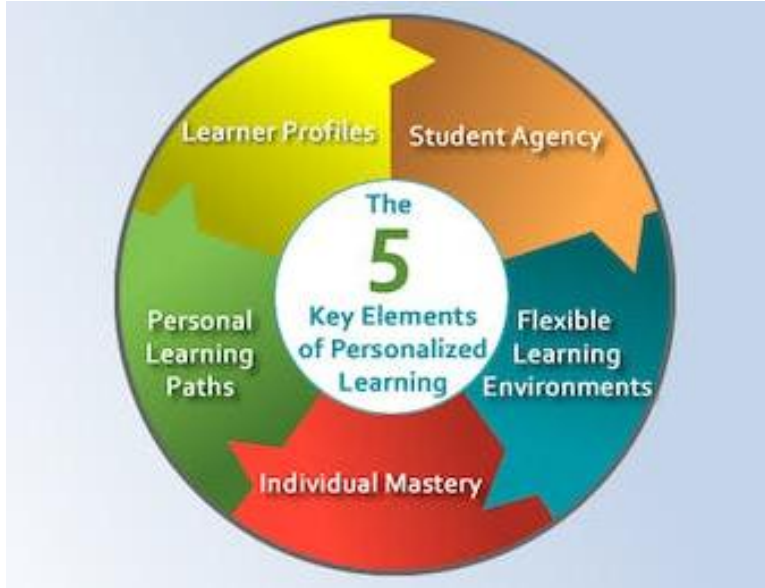 The
5
Key Elements
of Personalized
Learning
Learner Profiles
Student Agency
Flexible
Learning
Environments
Individual Mastery
Personal
Learning
Paths